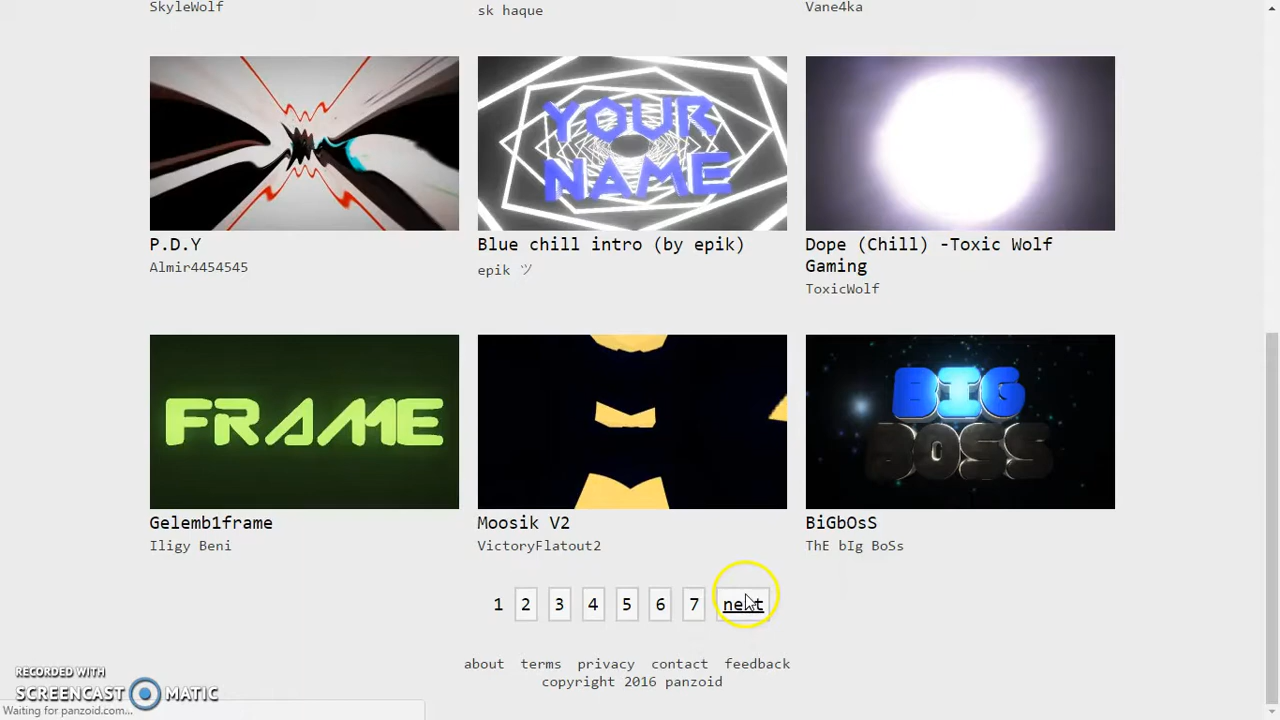 SkyleWolf
sk haque
Vane4ka
YOUR
NAME
P.D.Y
Almir4454545
Blue chill intro (by epik)
epik ツ
Dope (Chill) -Toxic Wolf
Gaming
ToxicWolf
FRAME
BIG
BOSS
Gelemb1frame
Iligy Beni
Moosik V2
VictoryFlatout2
BiGbOsS
ThE bIg BoSs
1 2 3 4 5 6 7 next
about terms privacy contact feedback
copyright 2016 panzoid
RECORDED WITH
SCREENCAST MATIC
Waiting for panzoid.com...